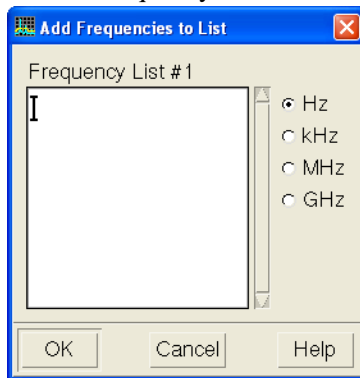 Add Frequencies to List
Frequency List #1
Hz
kHz
MHz
GHz
OK Cancel Help